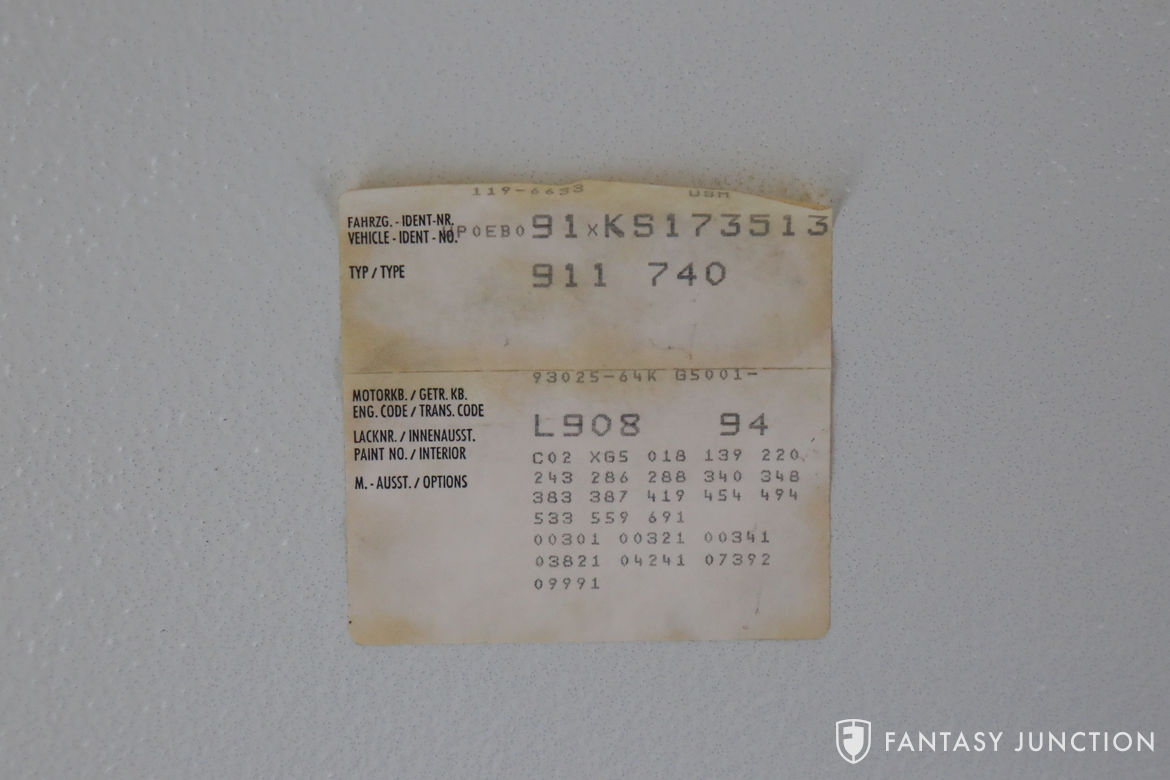 119-6633 USM
FAHRZG. - IDENT-NR.
VEHICLE - IDENT - NO. WP0EB091xKS173513
TYP / TYPE 911 740
93025-64K G5001-
MOTORKB. / GETR. KB.
ENG. CODE / TRANS. CODE L908 94
LACKNR. / INNENAUSST.
PAINT NO. / INTERIOR C02 XG5 018 139 220
M. - AUSST. / OPTIONS 243 286 288 340 348
383 387 419 454 494
533 559 691
00301 00321 00341
03821 04241 07392
09991
FANTASY JUNCTION